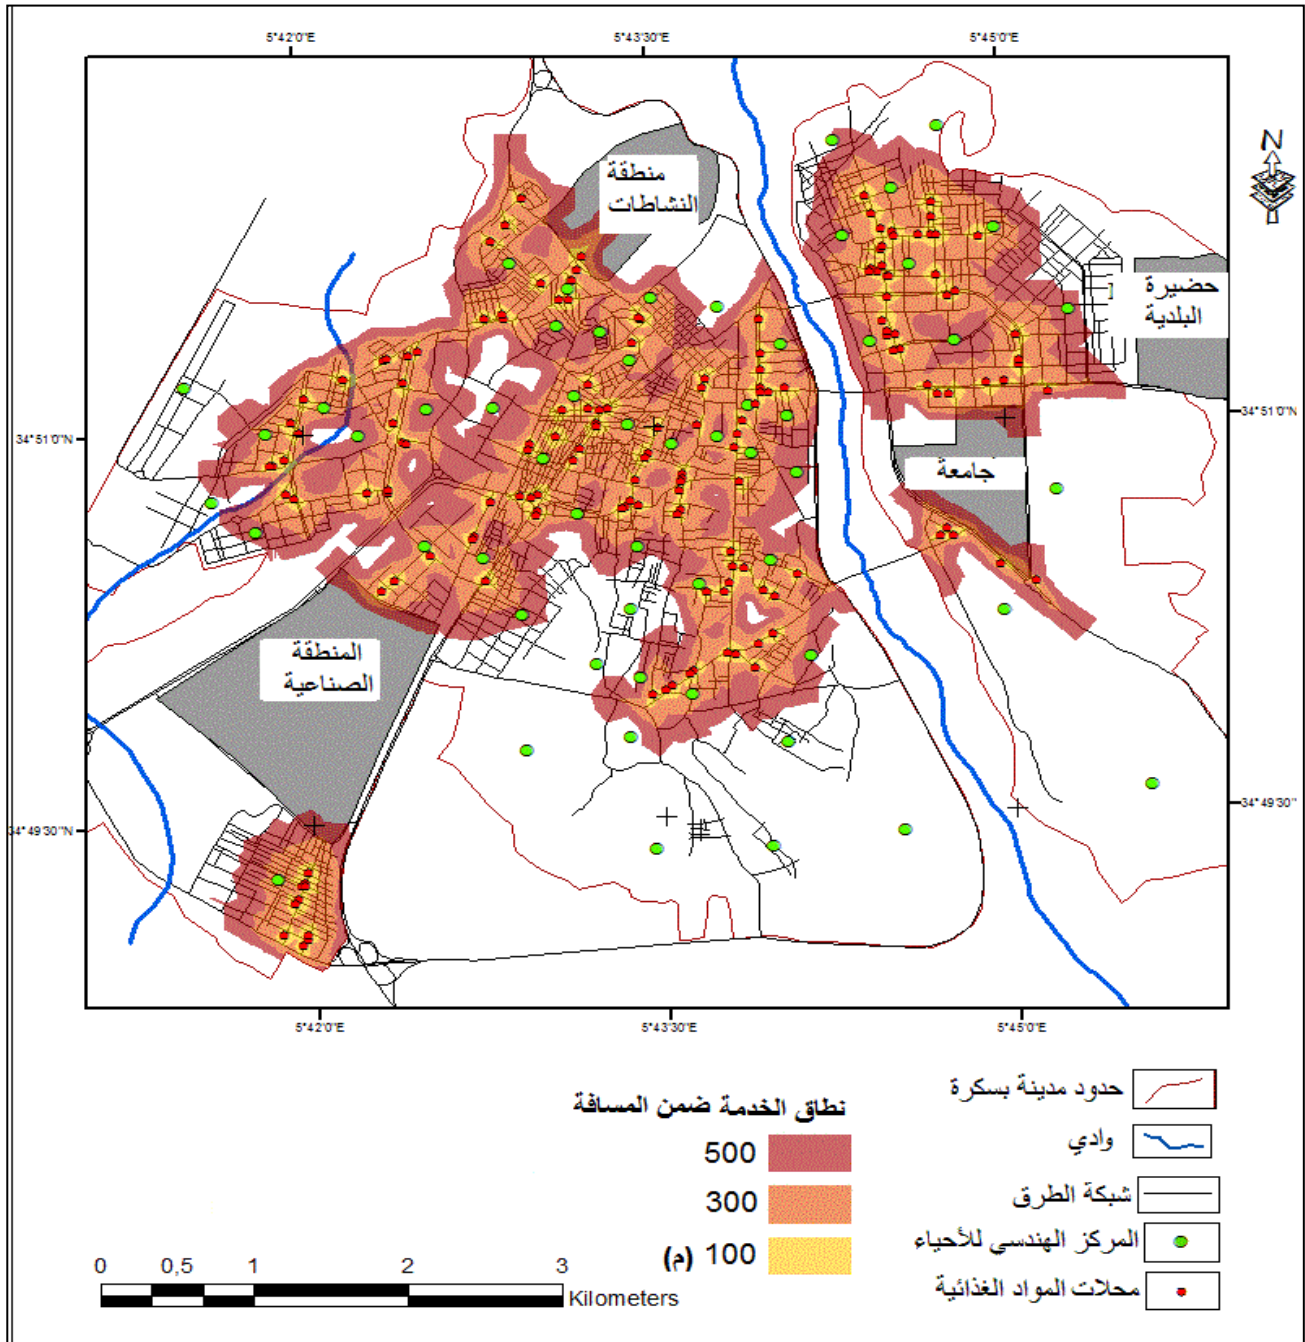 5°42'0"E
5°43'30"E
5°45'0"E
N
منطقة
النشاطات
حضيرة
البلدية
34°51'0"N
34°51'0"N
جامعة
المنطقة
الصناعية
34°49'30"N
34°49'30"
5°42'0"E
5°43'30"E
5°45'0"E
حدود مدينة بسكرة
وادي
شبكة الطرق
المركز الهندسي للأحياء
محلات المواد الغذائية
نطاق الخدمة ضمن المسافة
500
300
100 (م)
0 0,5 1 2 3
Kilometers